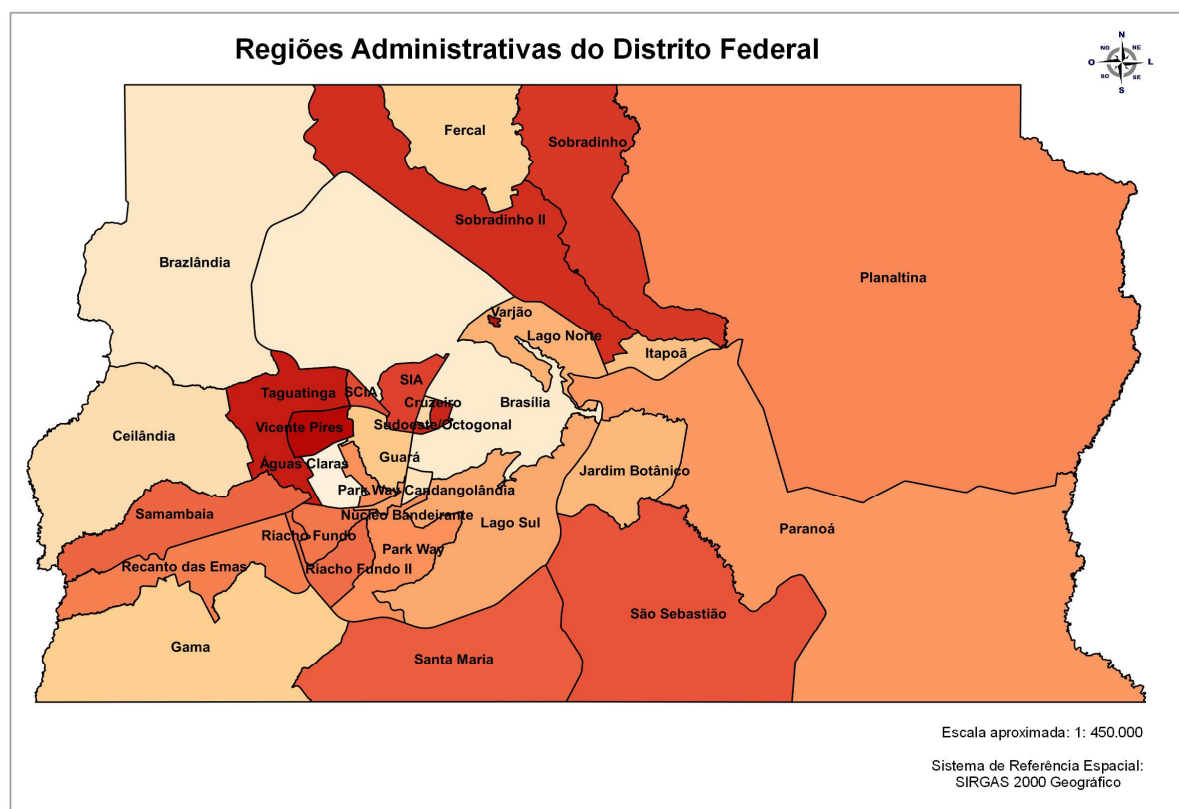 Regiões Administrativas do Distrito Federal
N
NO
NE
O
L
SO
SE
S
Fercal
Sobradinho
Sobradinho II
Brazlândia
Planaltina
Varjão
Lago Norte
Itapoã
SIA
Taguatinga
SCIA
Cruzeiro
Brasília
Vicente Pires
Sudoeste/Octogonal
Ceilândia
Guará
Águas Claras
Jardim Botânico
Park Way
Candangolândia
Samambaia
Núcleo Bandeirante
Lago Sul
Riacho Fundo
Paranoá
Park Way
Recanto das Emas
Riacho Fundo II
São Sebastião
Gama
Santa Maria
Escala aproximada: 1: 450.000
Sistema de Referência Espacial:
SIRGAS 2000 Geográfico